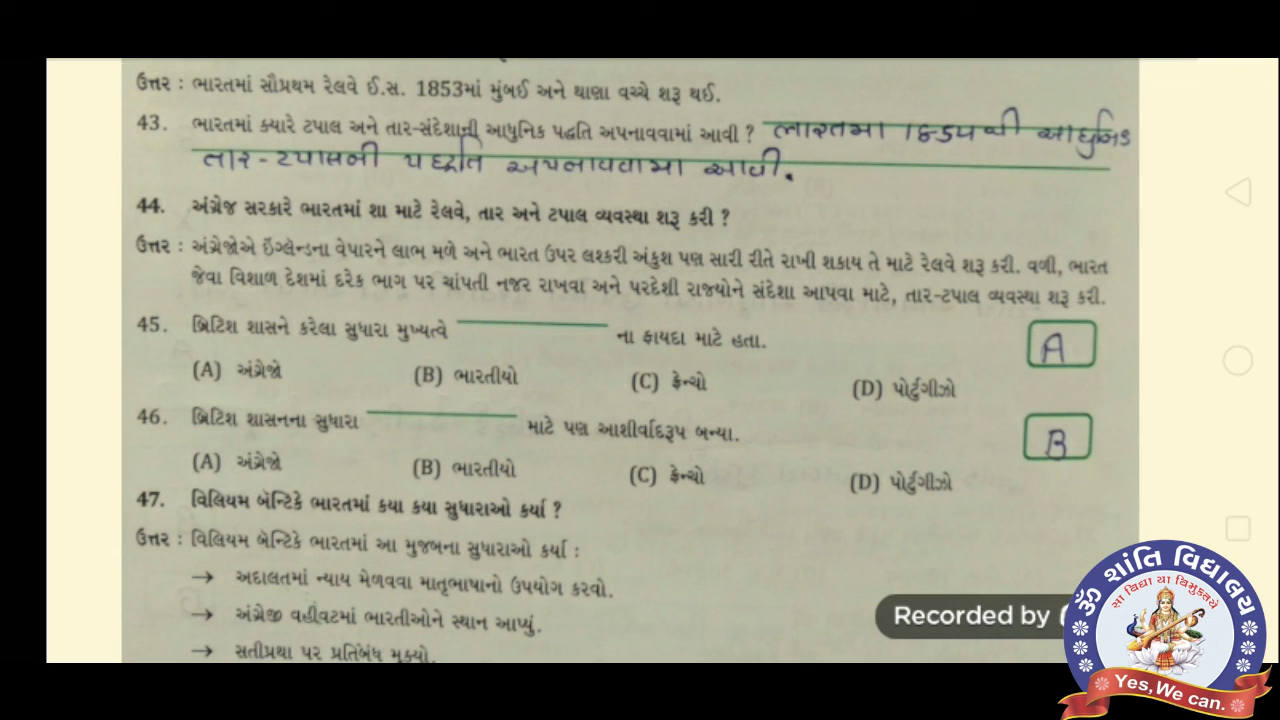 ઉત્તર : ભારતમાં સૌપ્રથમ રેલવે ઈ.સ. 1853માં મુંબઈ અને થાણા વચ્ચે શરૂ થઈ.
43. ભારતમાં ક્યારે ટપાલ અને તાર-સંદેશાની આધુનિક પદ્ધતિ અપનાવવામાં આવી ? ભારતમા આધુનિક
તાર-ટપાલની પદ્ધતિ અપનાવવામા આવી.
44. અંગ્રેજ સરકારે ભારતમાં શા માટે રેલવે, તાર અને ટપાલ વ્યવસ્થા શરૂ કરી ?
ઉત્તર : અંગ્રેજોએ ઇંગ્લૅન્ડના વેપારને લાભ મળે અને ભારત ઉપર લશ્કરી અંકુશ પણ સારી રીતે રાખી શકાય તે માટે રેલવે શરૂ કરી. વળી, ભારત
જેવા વિશાળ દેશમાં દરેક ભાગ પર ચાંપતી નજર રાખવા અને પરદેશી રાજ્યોને સંદેશા આપવા માટે, તાર-ટપાલ વ્યવસ્થા શરૂ કરી.
45. બ્રિટિશ શાસને કરેલા સુધારા મુખ્યત્વે ના ફાયદા માટે હતા. A
(A) અંગ્રેજો (B) ભારતીયો (C) ફ્રેન્ચો (D) પોર્ટુગીઝો
46. બ્રિટિશ શાસનના સુધારા માટે પણ આશીર્વાદરૂપ બન્યા. B
(A) અંગ્રેજો (B) ભારતીયો (C) ફ્રેન્ચો (D) પોર્ટુગીઝો
47. વિલિયમ બૅન્ટિકે ભારતમાં કયા કયા સુધારાઓ કર્યા ?
ઉત્તર : વિલિયમ બૅન્ટિકે ભારતમાં આ મુજબના સુધારાઓ કર્યા :
→ અદાલતમાં ન્યાય મેળવવા માતૃભાષાનો ઉપયોગ કરવો.
→ અંગ્રેજી વહીવટમાં ભારતીઓને સ્થાન આપ્યું.
→ સતીપ્રથા પર પ્રતિબંધ મૂક્યો.
Recorded by
ૐ શાંતિ વિદ્યાલય
સા વિદ્યા યા વિમુક્તયે
Yes, We can.